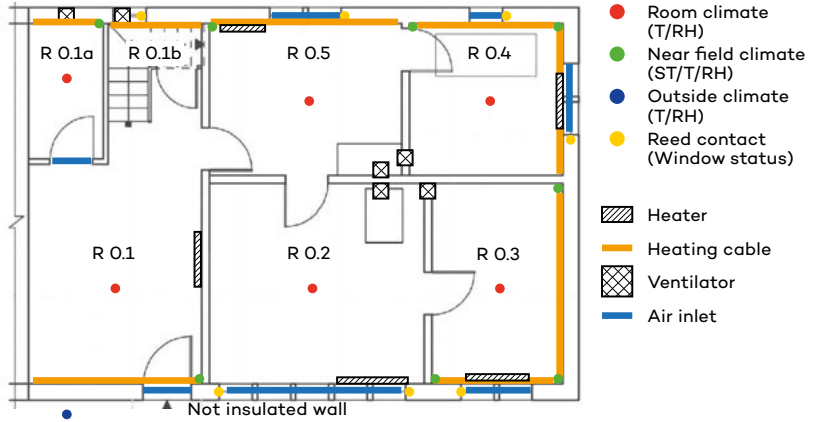 R 0.1a
R 0.1b
R 0.5
R 0.4
R 0.1
R 0.2
R 0.3
Not insulated wall
Room climate
(T/RH)
Near field climate
(ST/T/RH)
Outside climate
(T/RH)
Reed contact
(Window status)
Heater
Heating cable
Ventilator
Air inlet